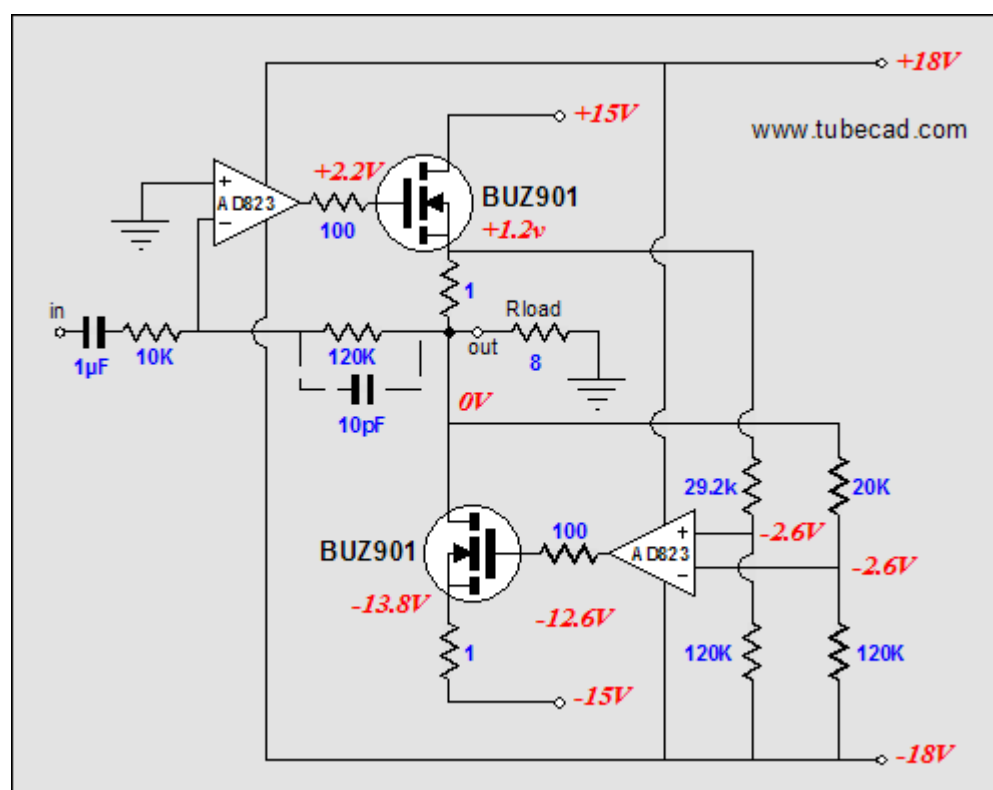 +18V
+15V
www.tubecad.com
+2.2V
+
AD823
−
BUZ901
100
+1.2v
1
in
Rload
1µF
10K
120K
out
8
10pF
0V
29.2k
20K
BUZ901
100
+
AD823
−
-2.6V
-2.6V
-13.8V
-12.6V
1
120K
120K
-15V
-18V